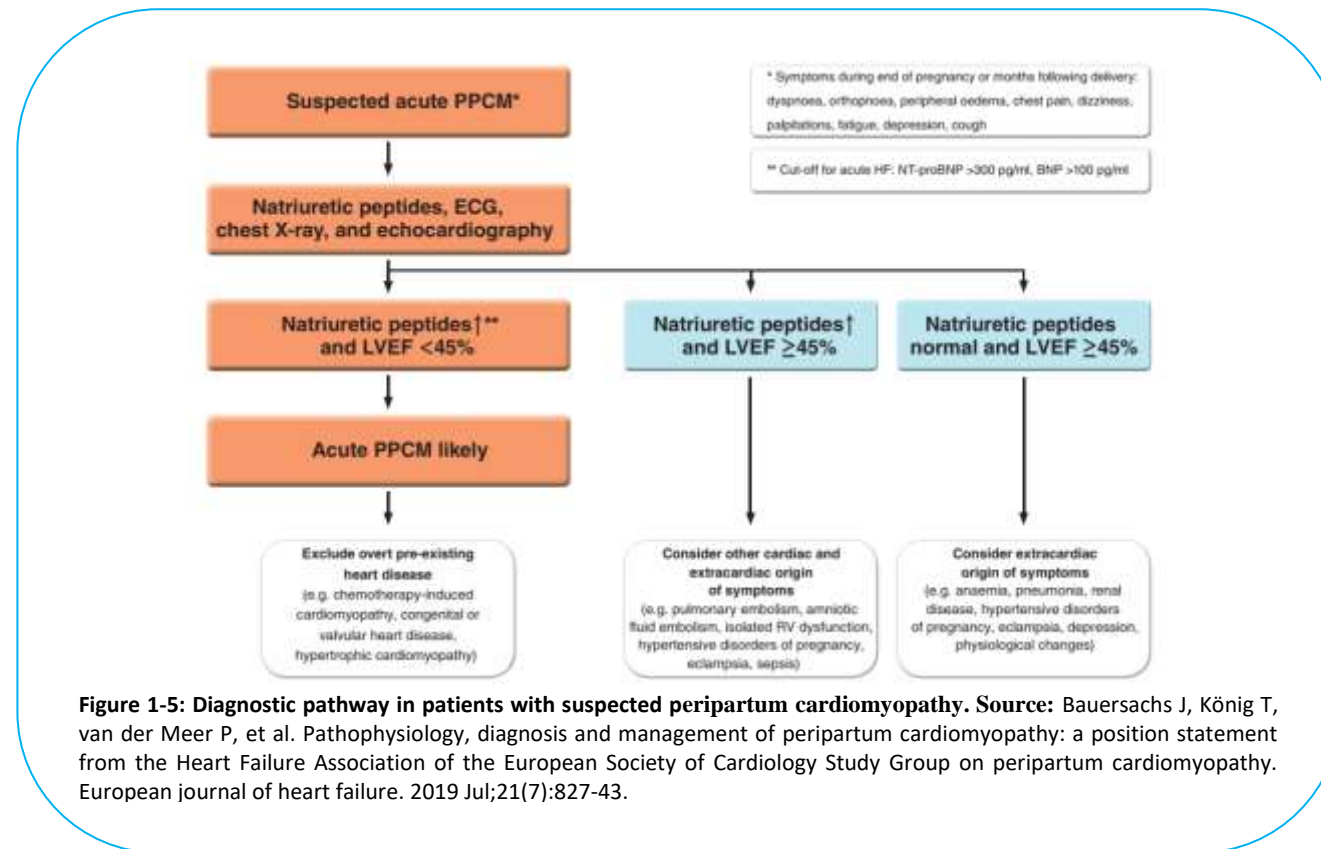 Suspected acute PPCM*
* Symptoms during end of pregnancy or months following delivery:
dyspnoea, orthopnoea, peripheral oedema, chest pain, dizziness,
palpitations, fatigue, depression, cough
** Cut-off for acute HF: NT-proBNP >300 pg/ml, BNP >100 pg/ml
Natriuretic peptides, ECG,
chest X-ray, and echocardiography
Natriuretic peptides↑**
and LVEF <45%
Natriuretic peptides↑
and LVEF ≥45%
Natriuretic peptides
normal and LVEF ≥45%
Acute PPCM likely
Exclude overt pre-existing
heart disease
(e.g. chemotherapy-induced
cardiomyopathy, congenital or
valvular heart disease,
hypertrophic cardiomyopathy)
Consider other cardiac and
extracardiac origin
of symptoms
(e.g. pulmonary embolism, amniotic
fluid embolism, isolated RV dysfunction,
hypertensive disorders of pregnancy,
eclampsia, sepsis)
Consider extracardiac
origin of symptoms
(e.g. anaemia, pneumonia, renal
disease, hypertensive disorders
of pregnancy, eclampsia, depression,
physiological changes)
Figure 1-5: Diagnostic pathway in patients with suspected peripartum cardiomyopathy. Source: Bauersachs J, König T,
van der Meer P, et al. Pathophysiology, diagnosis and management of peripartum cardiomyopathy: a position statement
from the Heart Failure Association of the European Society of Cardiology Study Group on peripartum cardiomyopathy.
European journal of heart failure. 2019 Jul;21(7):827-43.